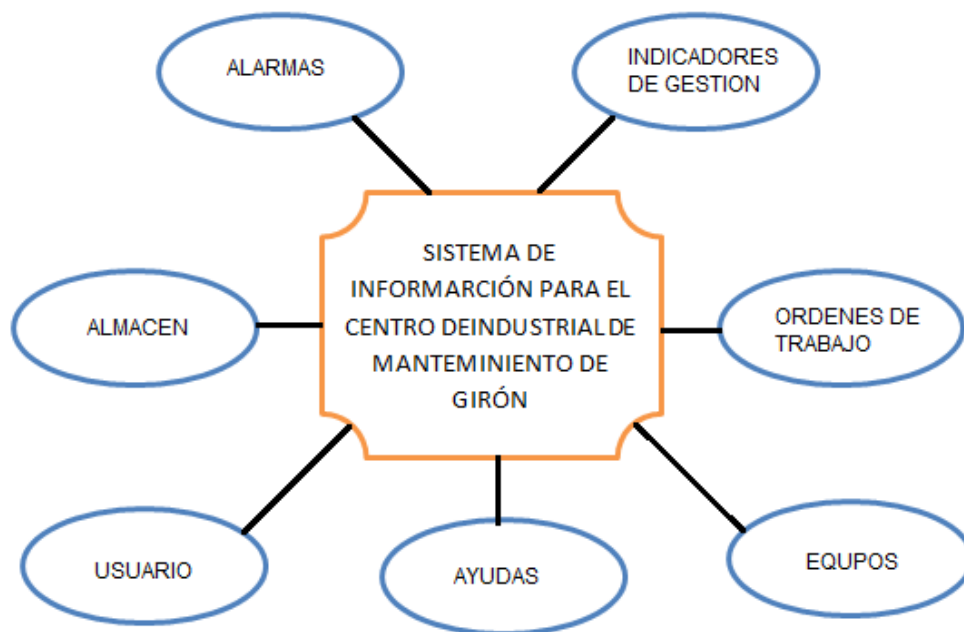 ALARMAS
INDICADORES
DE GESTION
SISTEMA DE
INFORMARCIÓN PARA EL
CENTRO DEINDUSTRIAL DE
MANTEMINIENTO DE
GIRÓN
ALMACEN
ORDENES DE
TRABAJO
USUARIO
AYUDAS
EQUPOS